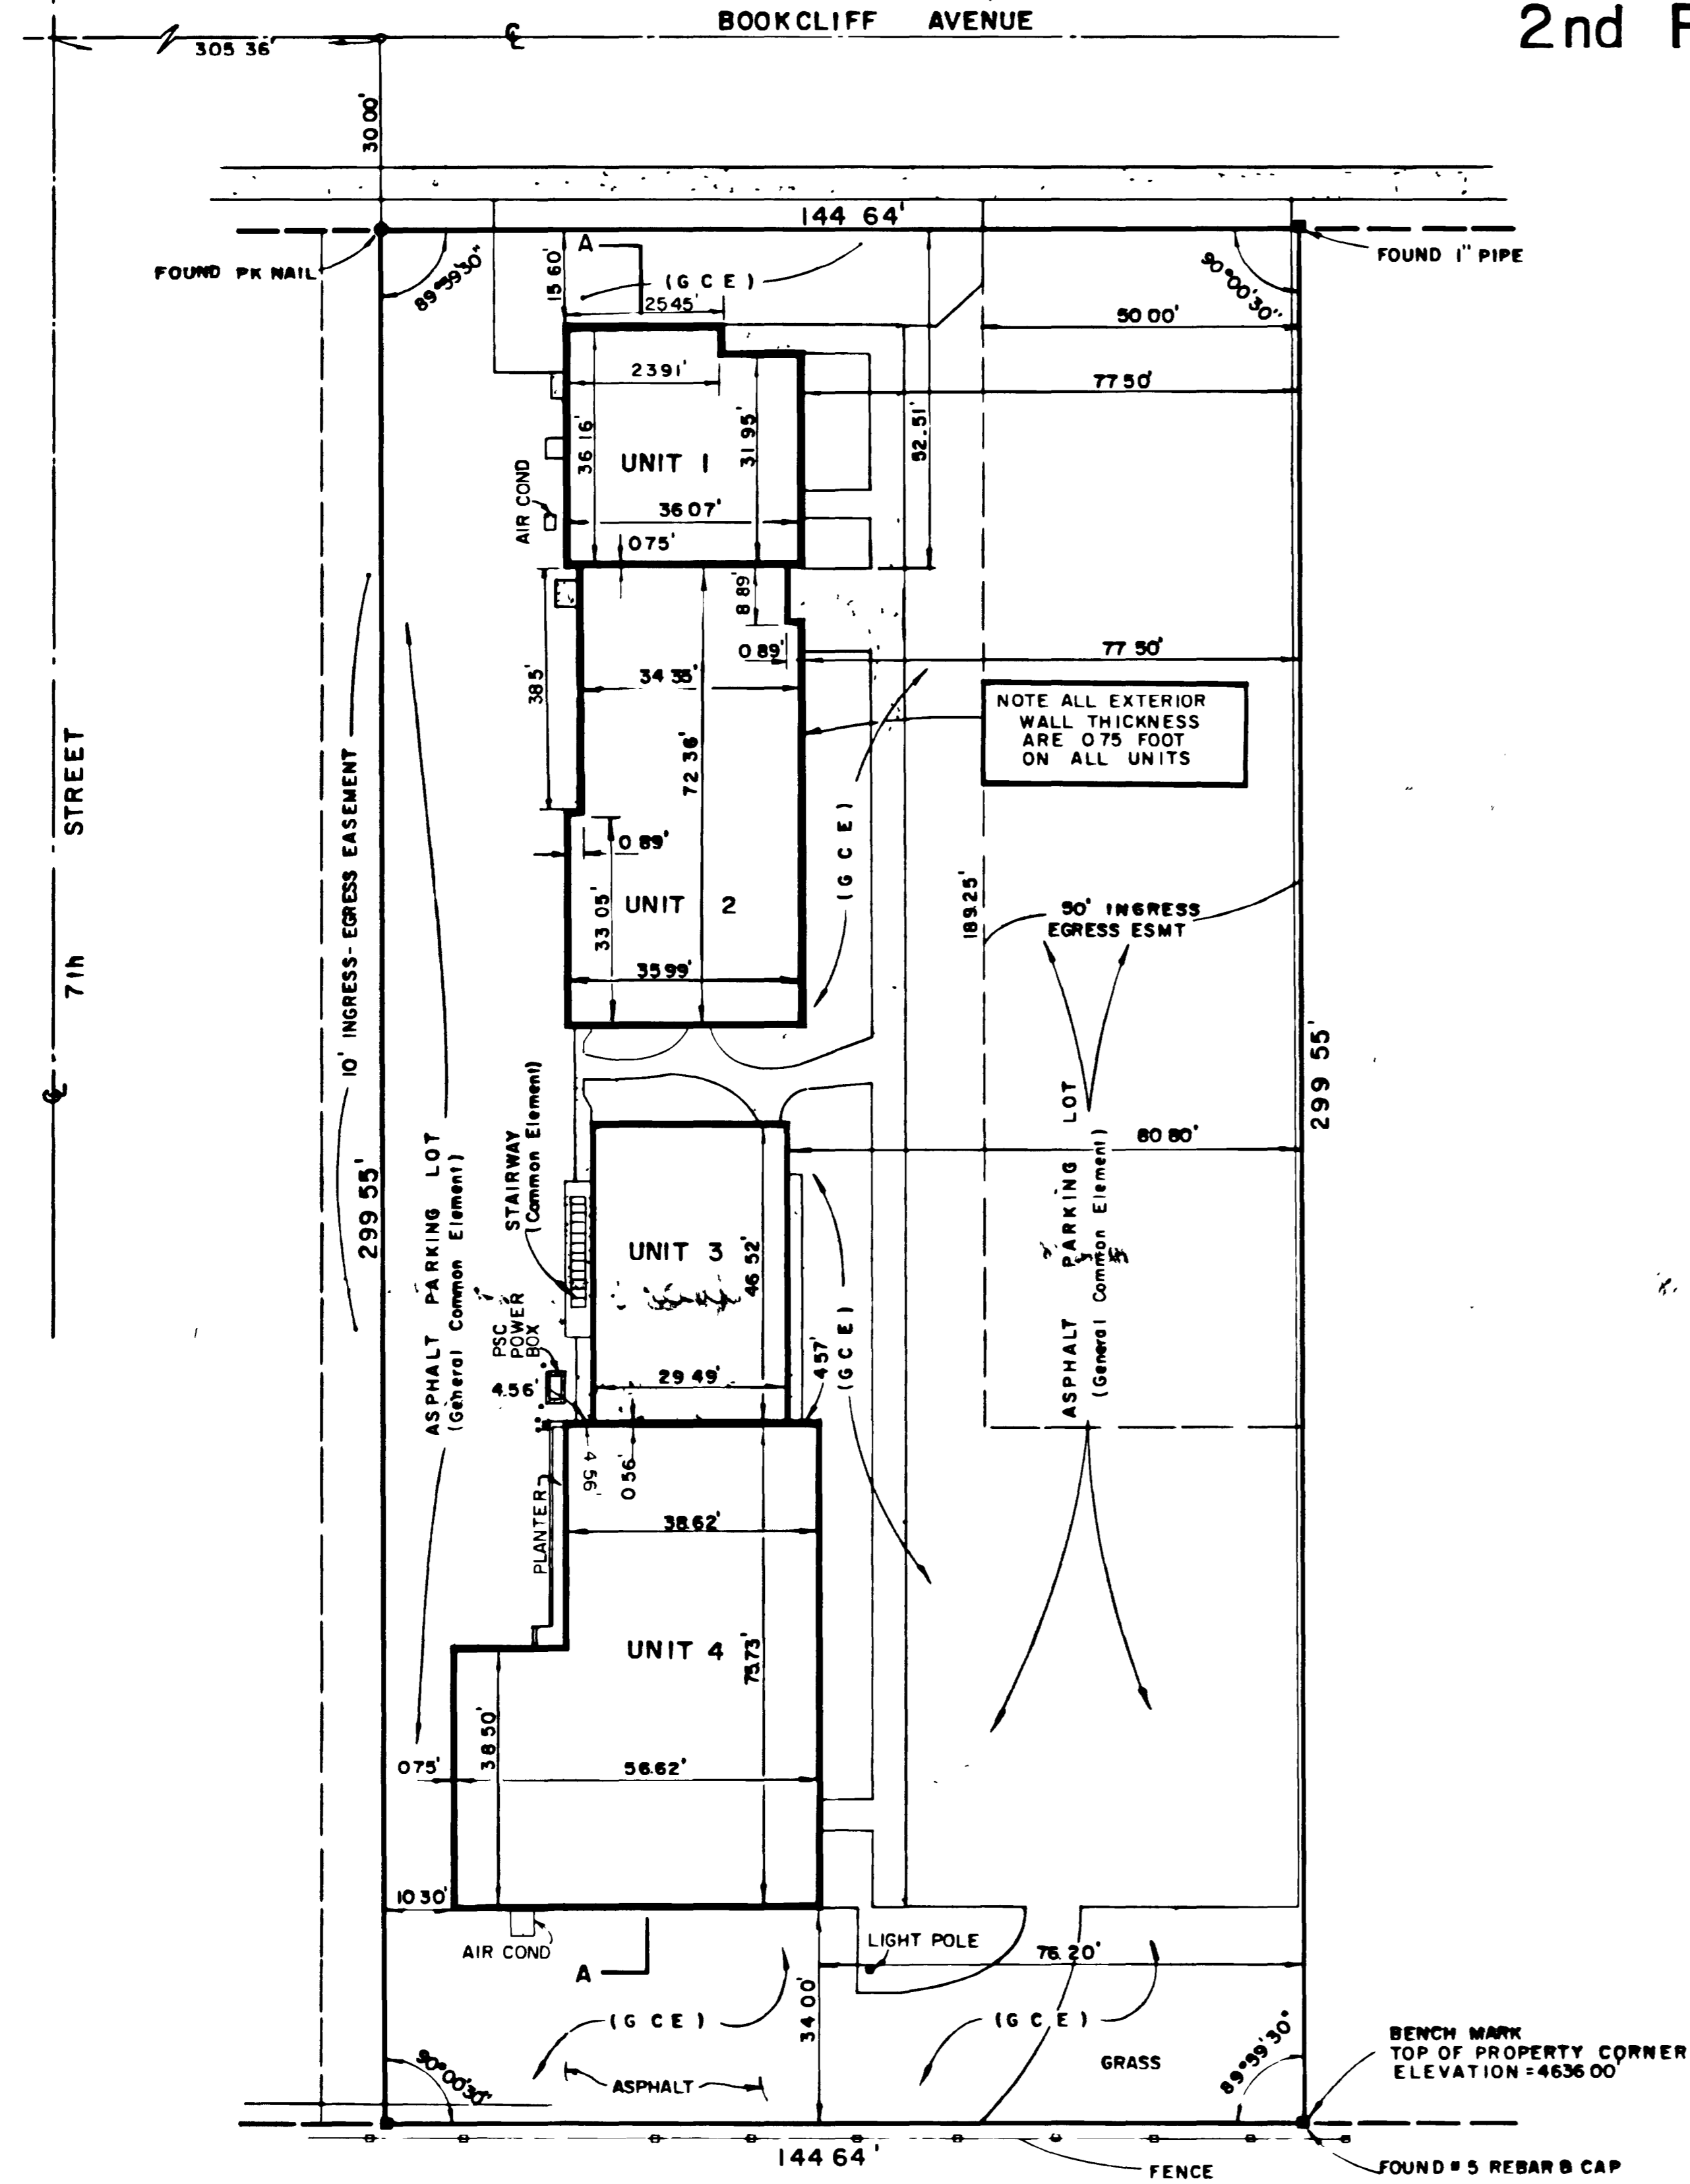 BOOKCLIFF AVENUE
2nd F
305 36'
30 00'
144 64'
FOUND PK NAIL
FOUND 1" PIPE
89°59'30"
90°00'30"
A
15 60'
(G C E)
25 45'
50 00'
23 91'
77 50'
36 16'
31 95'
52.51'
UNIT 1
AIR COND
36 07'
0 75'
8 89'
38 5'
0 89'
77 50'
34 35'
NOTE ALL EXTERIOR
WALL THICKNESS
ARE 0 75 FOOT
ON ALL UNITS
72 36'
7th STREET
10' INGRESS-EGRESS EASEMENT
0 89'
(G C E)
33 05'
UNIT 2
189.25'
50' INGRESS
EGRESS ESMT
35 99'
299 55'
STAIRWAY
(Common Element)
ASPHALT PARKING LOT
(General Common Element)
ASPHALT PARKING LOT
(General Common Element)
60 80'
299 55'
UNIT 3
46 52'
PSC
POWER
BOX
4.56'
29 49'
4 57'
(G C E)
4 56'
0 56'
PLANTER
38.62'
UNIT 4
75.73'
38 50'
0 75'
56.62'
10 30'
AIR COND
LIGHT POLE
76.20'
A
34 00'
(G C E)
(G C E)
GRASS
90°00'30"
ASPHALT
89°59'30"
BENCH MARK
TOP OF PROPERTY CORNER
ELEVATION = 4636 00'
144 64'
FENCE
FOUND # 5 REBAR & CAP